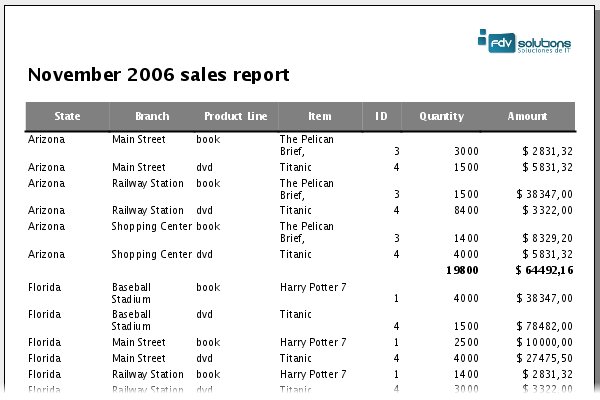 fdv solutions
Soluciones de IT
November 2006 sales report
State Branch Product Line Item ID Quantity Amount
Arizona Main Street book The Pelican
Brief, 3 3000 $ 2831,32
Arizona Main Street dvd Titanic 4 1500 $ 5831,32
Arizona Railway Station book The Pelican
Brief, 3 1500 $ 38347,00
Arizona Railway Station dvd Titanic 4 8400 $ 3322,00
Arizona Shopping Center book The Pelican
Brief, 3 1400 $ 8329,20
Arizona Shopping Center dvd Titanic 4 4000 $ 5831,32
19800 $ 64492,16
Florida Baseball book Harry Potter 7
Stadium 1 4000 $ 38347,00
Florida Baseball dvd Titanic
Stadium 4 1500 $ 78482,00
Florida Main Street book Harry Potter 7 1 2500 $ 10000,00
Florida Main Street dvd Titanic 4 4000 $ 27475,50
Florida Railway Station book Harry Potter 7 1 1400 $ 2831,32
Florida Railway Station dvd Titanic 4 3000 $ 3322,00